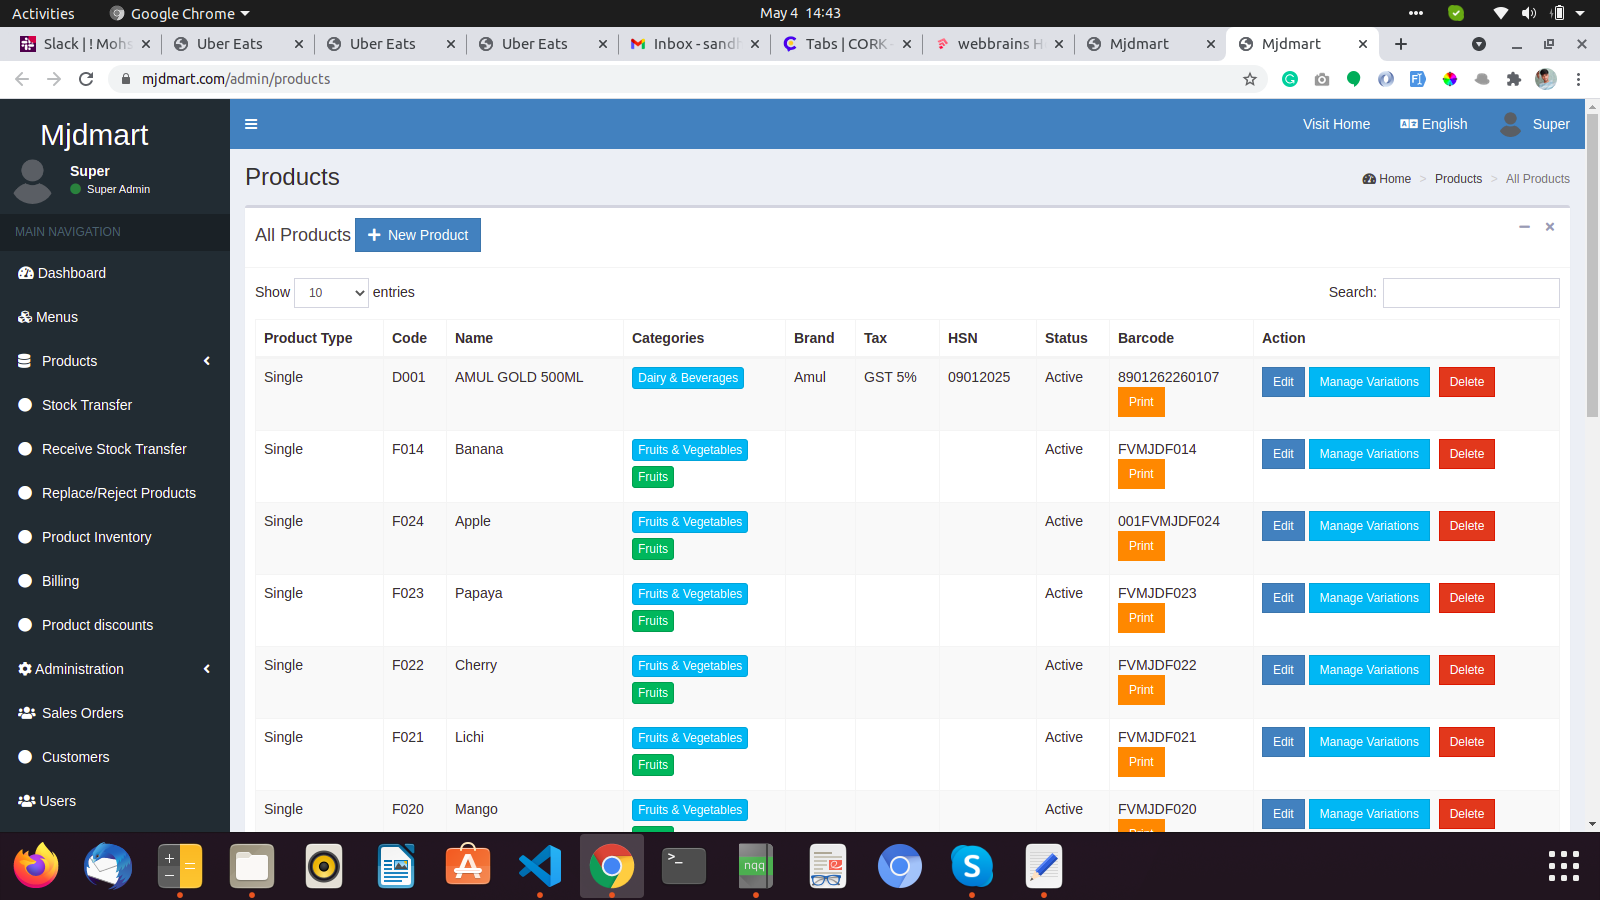 Activities Google Chrome May 4 14:43
Slack | ! Mohs Uber Eats Uber Eats Uber Eats Inbox - sandh Tabs | CORK - webbrains H Mjdmart Mjdmart
mjdmart.com/admin/products
Mjdmart
Super
Super Admin
MAIN NAVIGATION
Dashboard
Menus
Products
Stock Transfer
Receive Stock Transfer
Replace/Reject Products
Product Inventory
Billing
Product discounts
Administration
Sales Orders
Customers
Users
Visit Home English Super
Products
Home > Products > All Products
All Products + New Product
Show 10 entries Search:
Product Type Code Name Categories Brand Tax HSN Status Barcode Action
Single D001 AMUL GOLD 500ML Dairy & Beverages Amul GST 5% 09012025 Active 8901262260107 Edit Manage Variations Delete
Print
Single F014 Banana Fruits & Vegetables Active FVMJDF014 Edit Manage Variations Delete
Fruits Print
Single F024 Apple Fruits & Vegetables Active 001FVMJDF024 Edit Manage Variations Delete
Fruits Print
Single F023 Papaya Fruits & Vegetables Active FVMJDF023 Edit Manage Variations Delete
Fruits Print
Single F022 Cherry Fruits & Vegetables Active FVMJDF022 Edit Manage Variations Delete
Fruits Print
Single F021 Lichi Fruits & Vegetables Active FVMJDF021 Edit Manage Variations Delete
Fruits Print
Single F020 Mango Fruits & Vegetables Active FVMJDF020 Edit Manage Variations Delete
nqq